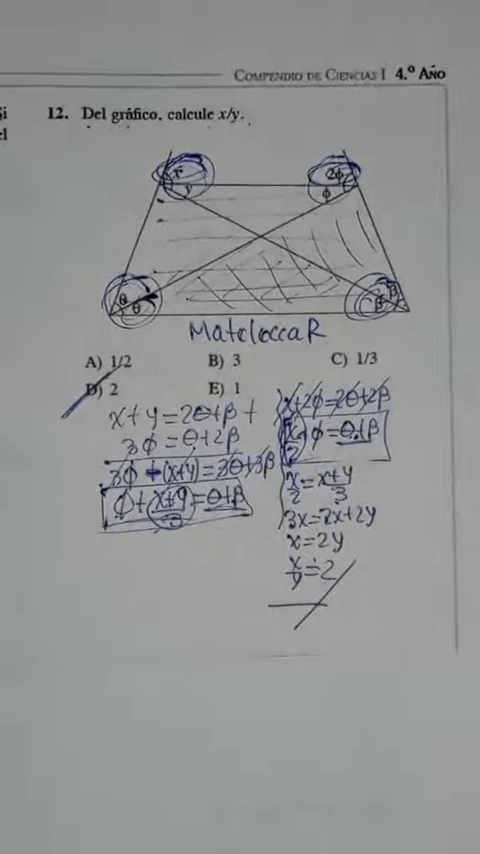 COMPENDIO DE CIENCIAS I 4.º AÑO
12. Del gráfico, calcule x/y.
x
y
2ϕ
ϕ
θ
θ
β
β
MateloccaR
A) 1/2 B) 3 C) 1/3
D) 2 E) 1
x+y=2θ+β +
3ϕ=θ+2β
3ϕ+(x+y)=3θ+3β
ϕ+x+y/3=θ+β
x+2ϕ=2θ+2β
x/2+ϕ=θ+β
x/2=x+y/3
3x=2x+2y
x=2y
x/y=2